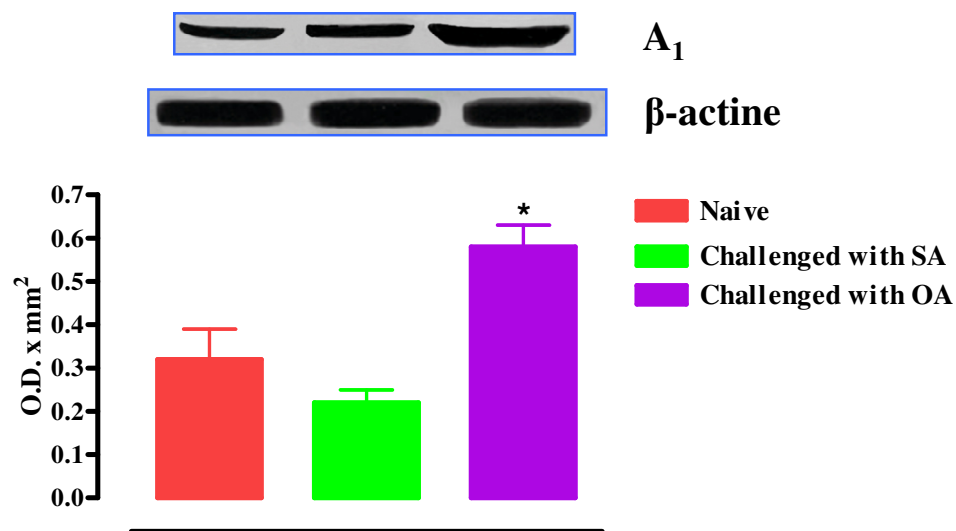 A₁
β-actine
0.7
0.6
0.5
0.4
0.3
0.2
0.1
0.0
O.D. x mm²
*
Naive
Challenged with SA
Challenged with OA